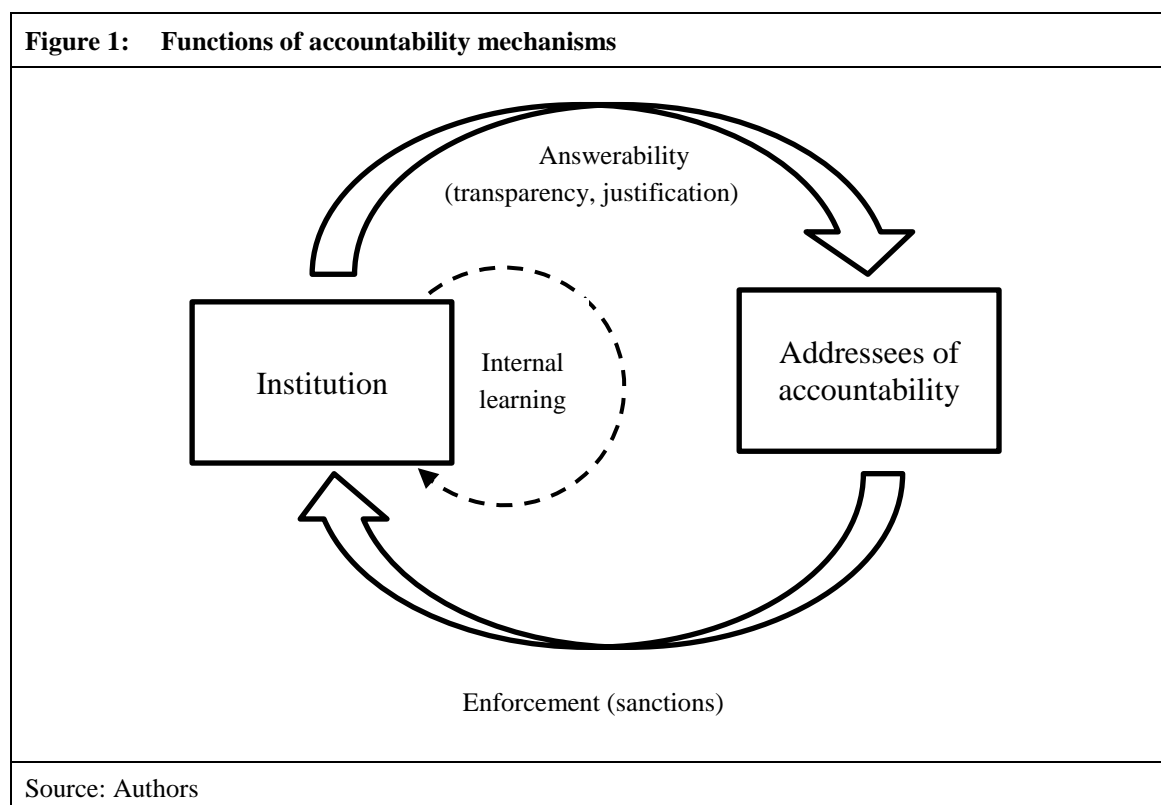 Figure 1: Functions of accountability mechanisms
Answerability
(transparency, justification)
Institution
Internal
learning
Addressees of
accountability
Enforcement (sanctions)
Source: Authors